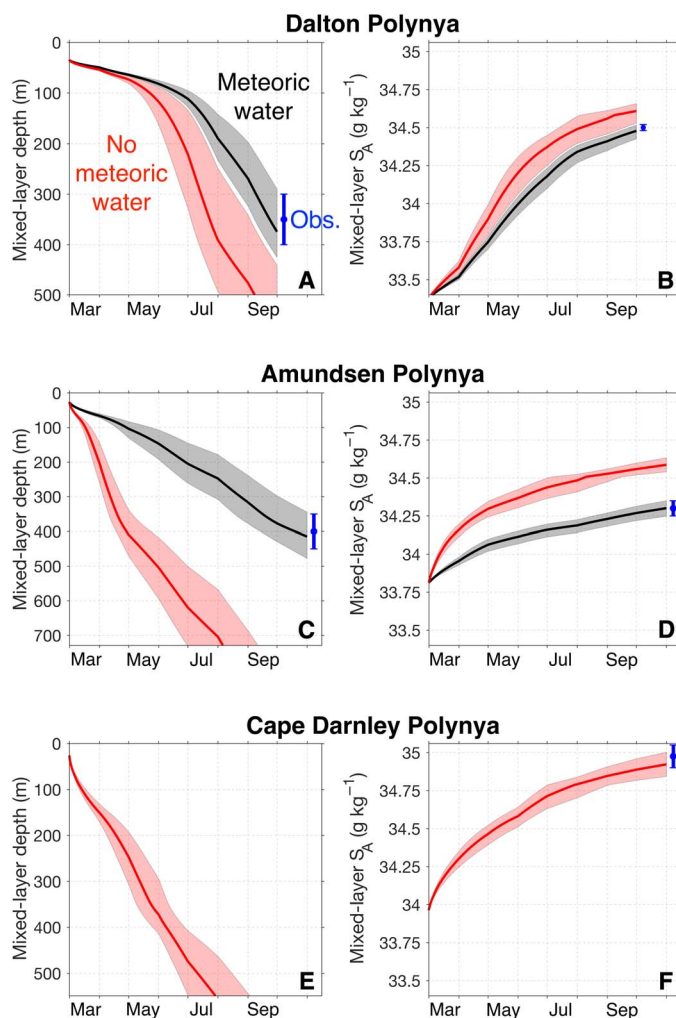 Dalton Polynya
Mixed-layer depth (m)
0
100
200
300
400
500
Mar
May
Jul
Sep
Meteoric
water
No
meteoric
water
Obs.
A
Mixed-layer S_A (g kg⁻¹)
35
34.75
34.5
34.25
34
33.75
33.5
Mar
May
Jul
Sep
B
Amundsen Polynya
Mixed-layer depth (m)
0
100
200
300
400
500
600
700
Mar
May
Jul
Sep
C
Mixed-layer S_A (g kg⁻¹)
35
34.75
34.5
34.25
34
33.75
33.5
Mar
May
Jul
Sep
D
Cape Darnley Polynya
Mixed-layer depth (m)
0
100
200
300
400
500
Mar
May
Jul
Sep
E
Mixed-layer S_A (g kg⁻¹)
35
34.75
34.5
34.25
34
33.75
33.5
Mar
May
Jul
Sep
F